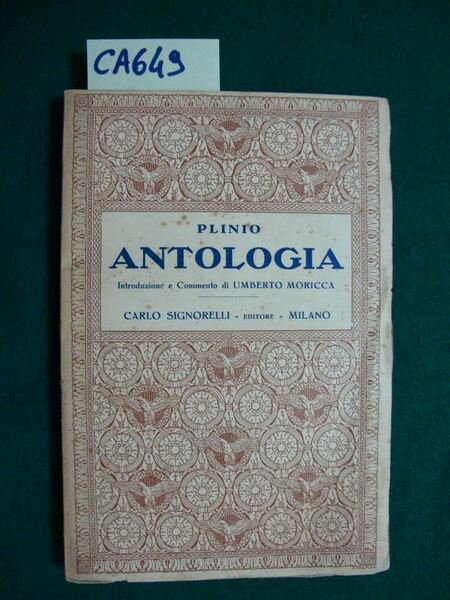 CA649
PLINIO
ANTOLOGIA
Introduzione e Commento di UMBERTO MORICCA
CARLO SIGNORELLI - EDITORE - MILANO